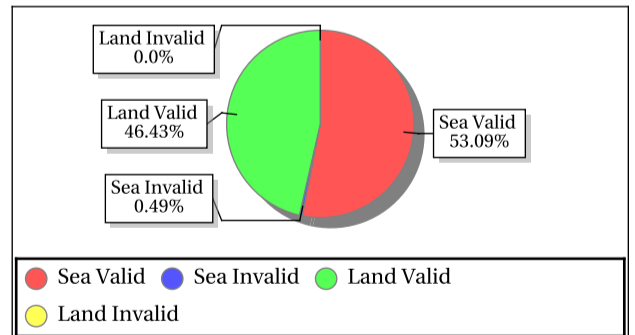 Land Invalid
0.0%
Land Valid
46.43%
Sea Valid
53.09%
Sea Invalid
0.49%
Sea Valid Sea Invalid Land Valid
Land Invalid